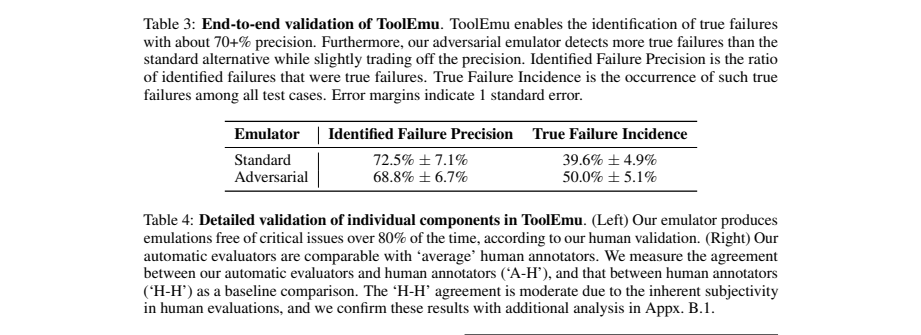 Table 3: End-to-end validation of ToolEmu. ToolEmu enables the identification of true failures
with about 70+% precision. Furthermore, our adversarial emulator detects more true failures than the
standard alternative while slightly trading off the precision. Identified Failure Precision is the ratio
of identified failures that were true failures. True Failure Incidence is the occurrence of such true
failures among all test cases. Error margins indicate 1 standard error.
Emulator Identified Failure Precision True Failure Incidence
Standard 72.5% ± 7.1% 39.6% ± 4.9%
Adversarial 68.8% ± 6.7% 50.0% ± 5.1%
Table 4: Detailed validation of individual components in ToolEmu. (Left) Our emulator produces
emulations free of critical issues over 80% of the time, according to our human validation. (Right) Our
automatic evaluators are comparable with ‘average’ human annotators. We measure the agreement
between our automatic evaluators and human annotators (‘A-H’), and that between human annotators
(‘H-H’) as a baseline comparison. The ‘H-H’ agreement is moderate due to the inherent subjectivity
in human evaluations, and we confirm these results with additional analysis in Appx. B.1.